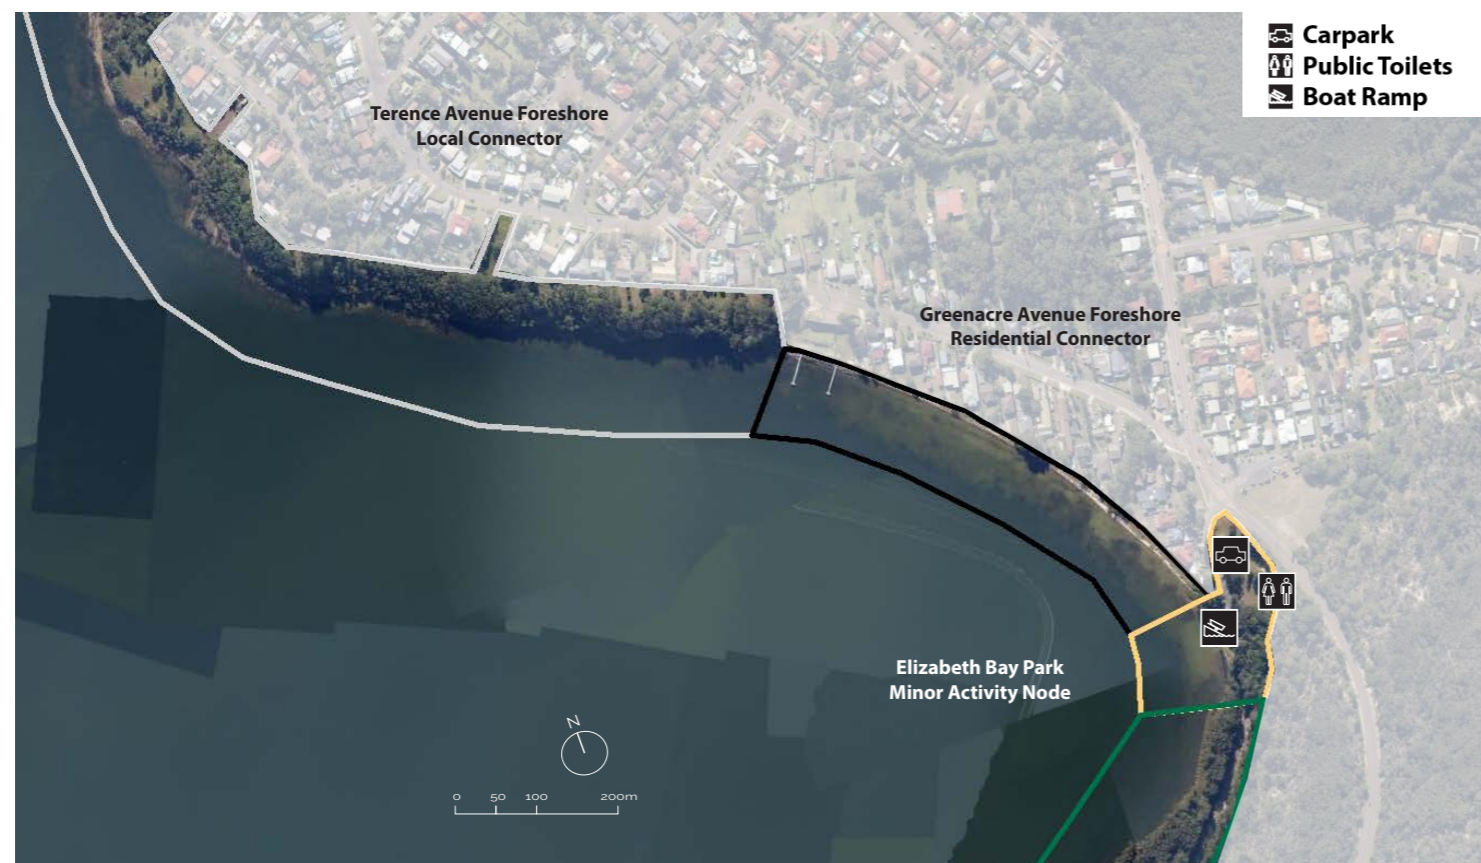 Carpark
Public Toilets
Boat Ramp
Terence Avenue Foreshore
Local Connector
Greenacre Avenue Foreshore
Residential Connector
Elizabeth Bay Park
Minor Activity Node
N
0 50 100 200m